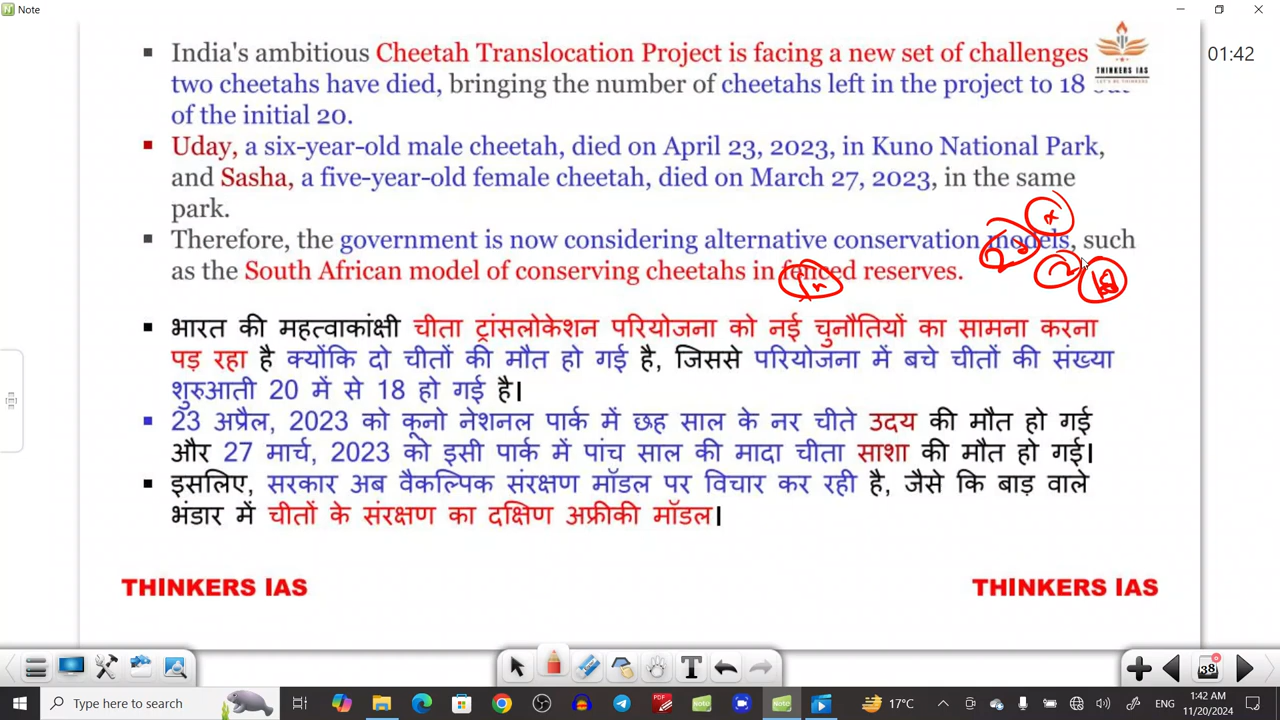 Note
01:42
India's ambitious Cheetah Translocation Project is facing a new set of challenges
THINKERS IAS
LET'S BE THINKERS
two cheetahs have died, bringing the number of cheetahs left in the project to 18 out
of the initial 20.
Uday, a six-year-old male cheetah, died on April 23, 2023, in Kuno National Park,
and Sasha, a five-year-old female cheetah, died on March 27, 2023, in the same
park.
Therefore, the government is now considering alternative conservation models, such
as the South African model of conserving cheetahs in fenced reserves.
भारत की महत्वाकांक्षी चीता ट्रांसलोकेशन परियोजना को नई चुनौतियों का सामना करना
पड़ रहा है क्योंकि दो चीतों की मौत हो गई है, जिससे परियोजना में बचे चीतों की संख्या
शुरुआती 20 में से 18 हो गई है।
23 अप्रैल, 2023 को कूनो नेशनल पार्क में छह साल के नर चीते उदय की मौत हो गई
और 27 मार्च, 2023 को इसी पार्क में पांच साल की मादा चीता साशा की मौत हो गई।
इसलिए, सरकार अब वैकल्पिक संरक्षण मॉडल पर विचार कर रही है, जैसे कि बाड़ वाले
भंडार में चीतों के संरक्षण का दक्षिण अफ्रीकी मॉडल।
THINKERS IAS THINKERS IAS
38
Type here to search
17°C
ENG
1:42 AM
11/20/2024